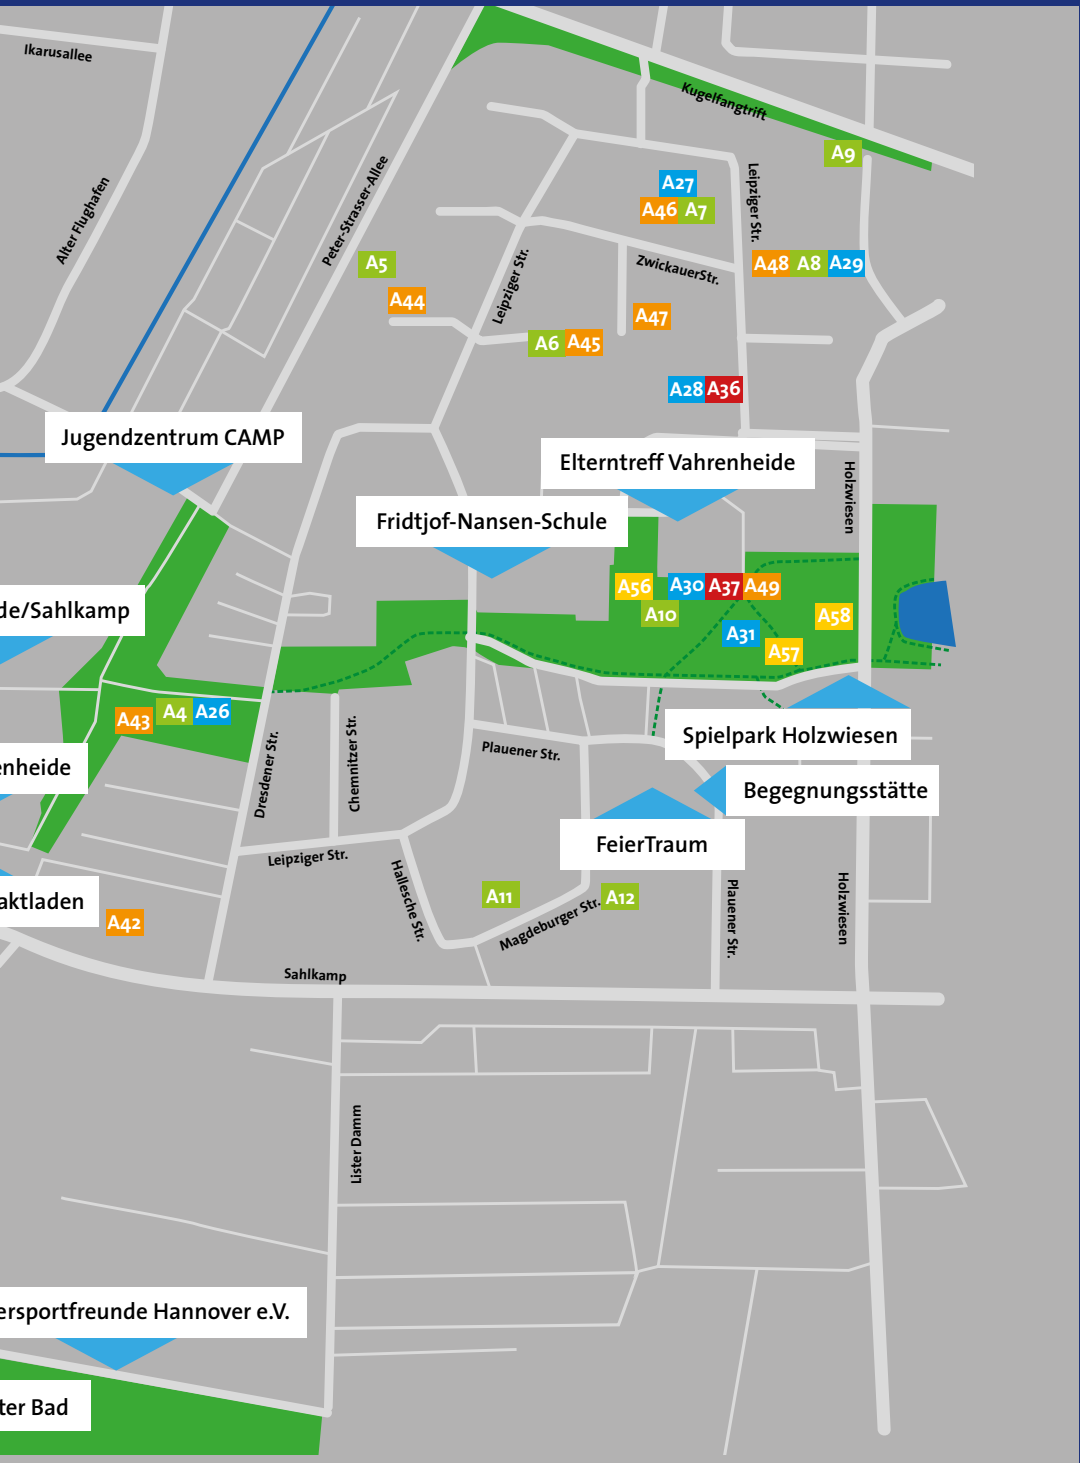 Ikarusallee
Kugelfangtrift
A9
Leipziger Str.
A27
A46 A7
Alter Flughafen
Peter-Strasser-Allee
A5
A48 A8 A29
Leipziger Str.
ZwickauerStr.
A44
A47
A6 A45
A28 A36
Jugendzentrum CAMP
Elterntreff Vahrenheide
Holzwiesen
Fridtjof-Nansen-Schule
A56 A30 A37 A49
de/Sahlkamp
A10
A58
A31
A57
A43 A4 A26
Spielpark Holzwiesen
Plauener Str.
Chemnitzer Str.
Dresdener Str.
enheide
Begegnungsstätte
FeierTraum
Leipziger Str.
Hallesche Str.
A11
A12
Magdeburger Str.
Plauener Str.
Holzwiesen
aktladen
A42
Sahlkamp
Lister Damm
ersportfreunde Hannover e.V.
ter Bad